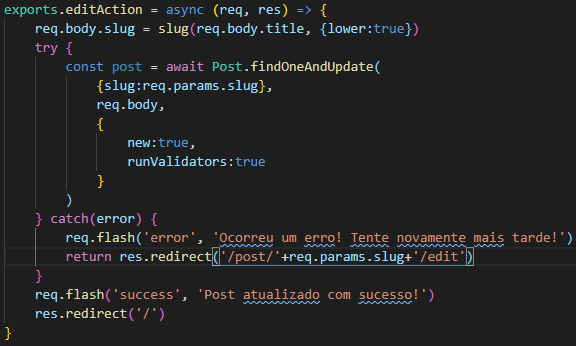 exports.editAction = async (req, res) => {
    req.body.slug = slug(req.body.title, {lower:true})
    try {
        const post = await Post.findOneAndUpdate(
            {slug:req.params.slug},
            req.body,
            {
                new:true,
                runValidators:true
            }
        )
    } catch(error) {
        req.flash('error', 'Ocorreu um erro! Tente novamente mais tarde!')
        return res.redirect('/post/'+req.params.slug+'/edit')
    }
    req.flash('success', 'Post atualizado com sucesso!')
    res.redirect('/')
}